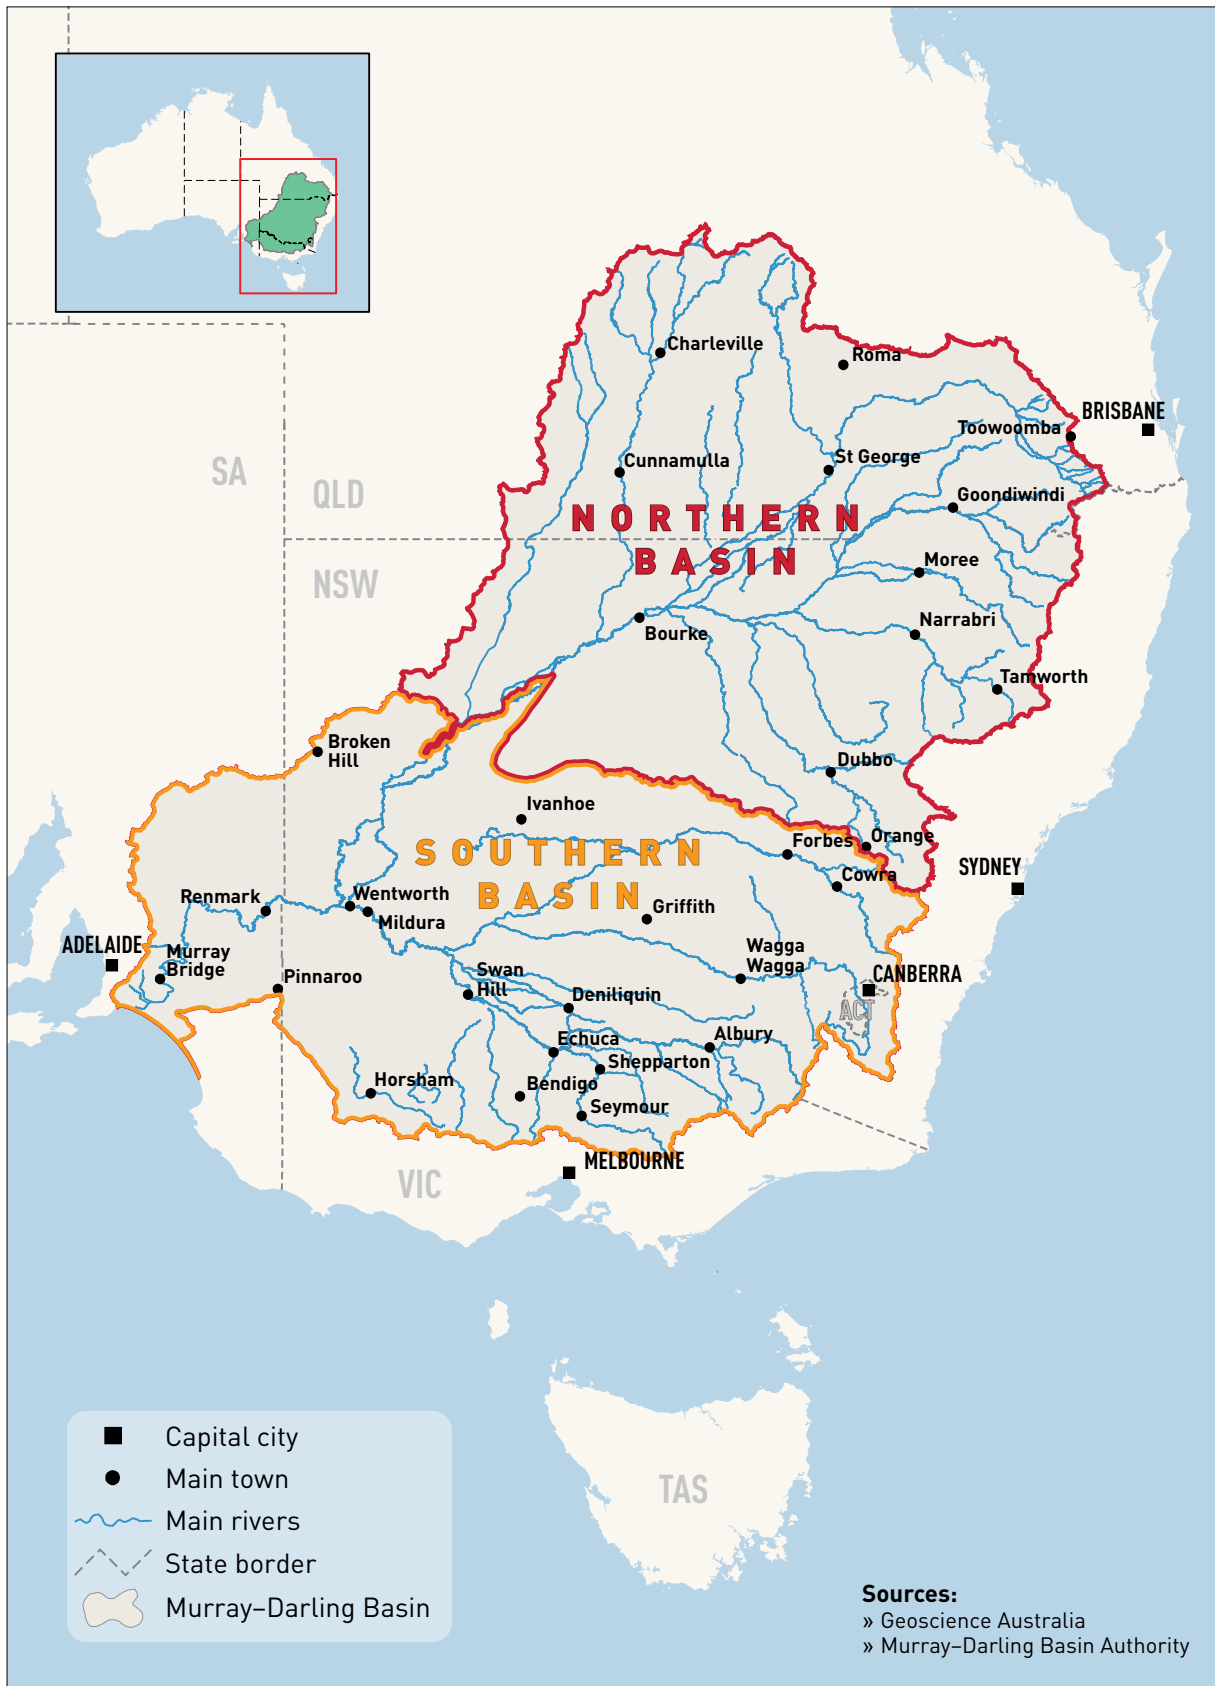 Charleville
Roma
BRISBANE
Toowoomba
Cunnamulla
St George
SA
QLD
Goondiwindi
NORTHERN
BASIN
Moree
NSW
Narrabri
Bourke
Tamworth
Broken
Hill
Dubbo
Ivanhoe
Orange
Forbes
SOUTHERN
BASIN
SYDNEY
Cowra
Renmark
Wentworth
Griffith
Mildura
ADELAIDE
Murray
Bridge
Wagga
Wagga
Pinnaroo
Swan
Hill
CANBERRA
Deniliquin
ACT
Echuca
Albury
Shepparton
Horsham
Bendigo
Seymour
MELBOURNE
VIC
TAS
Capital city
Main town
Main rivers
State border
Murray–Darling Basin
Sources:
» Geoscience Australia
» Murray–Darling Basin Authority